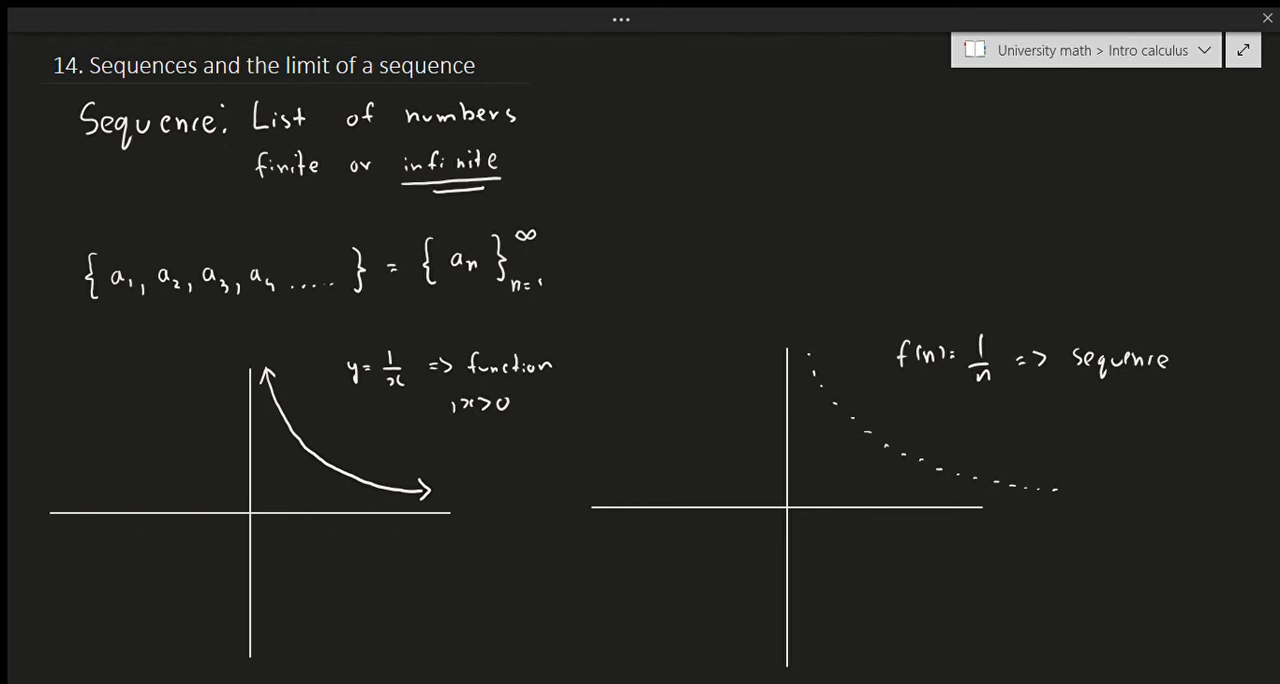 ...
University math > Intro calculus
14. Sequences and the limit of a sequence
Sequence: List of numbers
finite or infinite
{ a₁, a₂, a₃, a₄ ..... } = { aₙ }ₙ₌₁^∞
y = 1/x => function
, x > 0
f(n) = 1/n => sequence